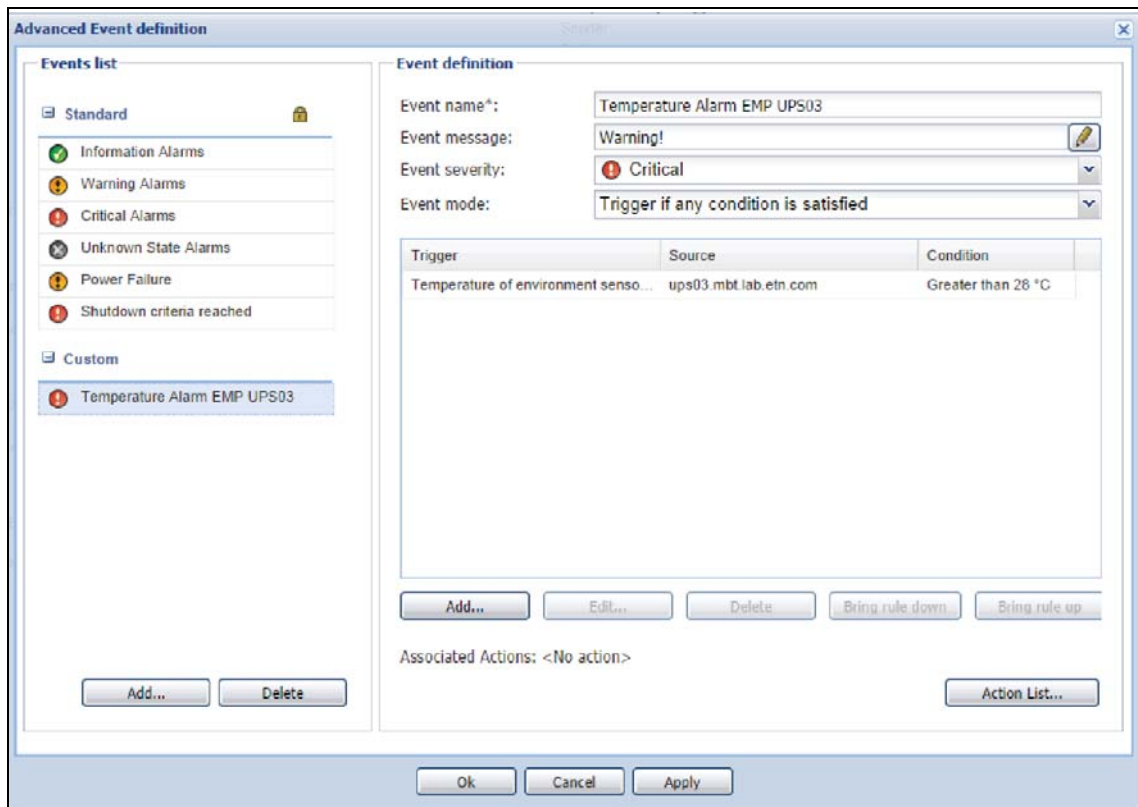 Advanced Event definition
Events list
Standard
Information Alarms
Warning Alarms
Critical Alarms
Unknown State Alarms
Power Failure
Shutdown criteria reached
Custom
Temperature Alarm EMP UPS03
Add...
Delete
Event definition
Event name*:
Temperature Alarm EMP UPS03
Event message:
Warning!
Event severity:
Critical
Event mode:
Trigger if any condition is satisfied
Trigger Source Condition
Temperature of environment senso... ups03.mbt.lab.etn.com Greater than 28 °C
Add...
Edit...
Delete
Bring rule down
Bring rule up
Associated Actions: <No action>
Action List...
Ok
Cancel
Apply